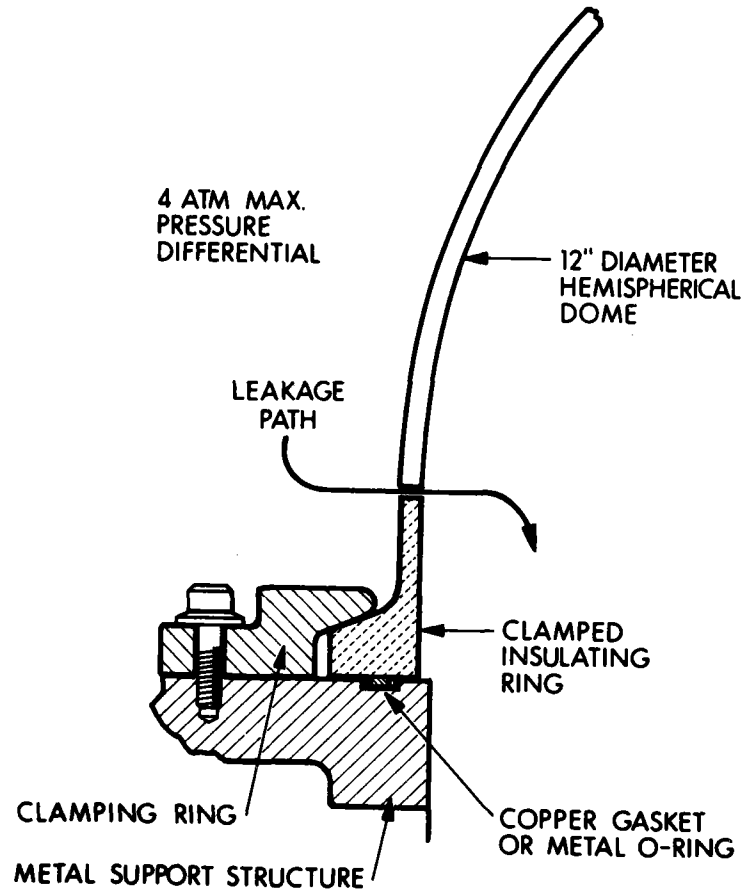 4 ATM MAX.
PRESSURE
DIFFERENTIAL
12" DIAMETER
HEMISPHERICAL
DOME
LEAKAGE
PATH
CLAMPED
INSULATING
RING
CLAMPING RING
COPPER GASKET
OR METAL O-RING
METAL SUPPORT STRUCTURE